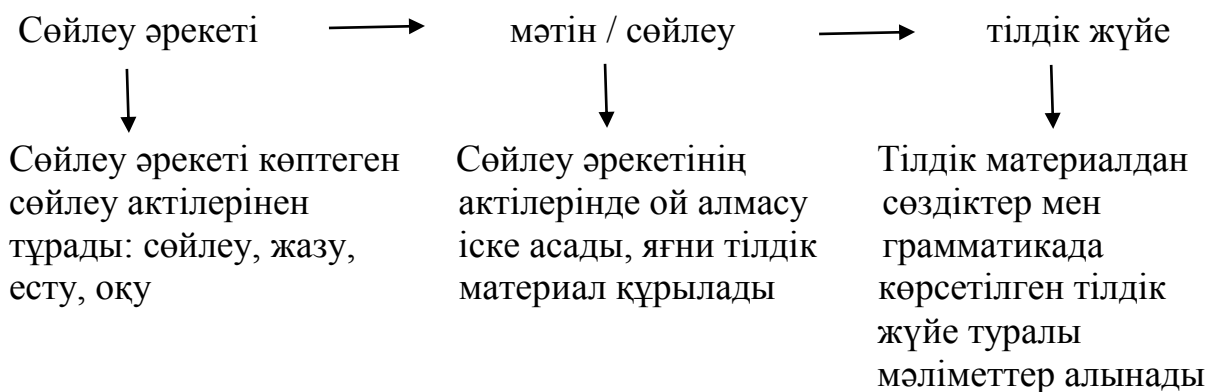 Сөйлеу әрекеті
мәтін / сөйлеу
тілдік жүйе
Сөйлеу әрекеті көптеген
сөйлеу актілерінен
тұрады: сөйлеу, жазу,
есту, оқу
Сөйлеу әрекетінің
актілерінде ой алмасу
іске асады, яғни тілдік
материал құрылады
Тілдік материалдан
сөздіктер мен
грамматикада
көрсетілген тілдік
жүйе туралы
мәліметтер алынады